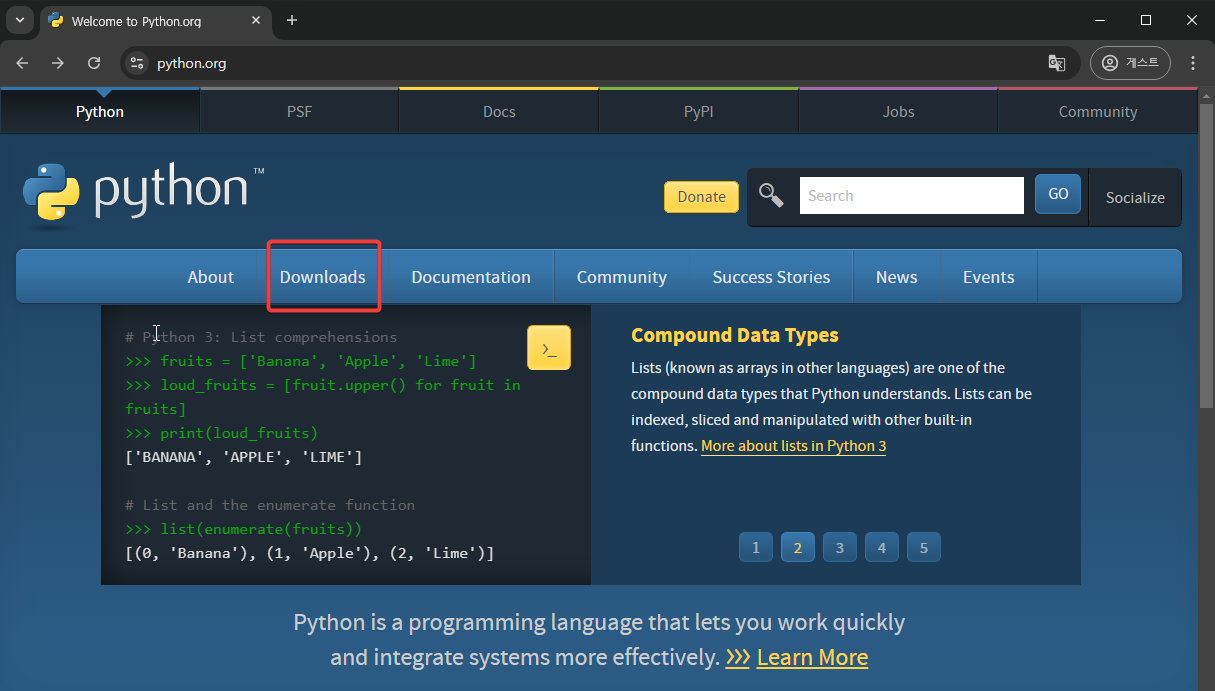 Welcome to Python.org
python.org
게스트
Python
PSF
Docs
PyPI
Jobs
Community
python™
Donate
Search
GO
Socialize
About
Downloads
Documentation
Community
Success Stories
News
Events
# Python 3: List comprehensions
>>> fruits = ['Banana', 'Apple', 'Lime']
>>> loud_fruits = [fruit.upper() for fruit in
fruits]
>>> print(loud_fruits)
['BANANA', 'APPLE', 'LIME']
# List and the enumerate function
>>> list(enumerate(fruits))
[(0, 'Banana'), (1, 'Apple'), (2, 'Lime')]
>_
Compound Data Types
Lists (known as arrays in other languages) are one of the
compound data types that Python understands. Lists can be
indexed, sliced and manipulated with other built-in
functions. More about lists in Python 3
1
2
3
4
5
Python is a programming language that lets you work quickly
and integrate systems more effectively. >>> Learn More